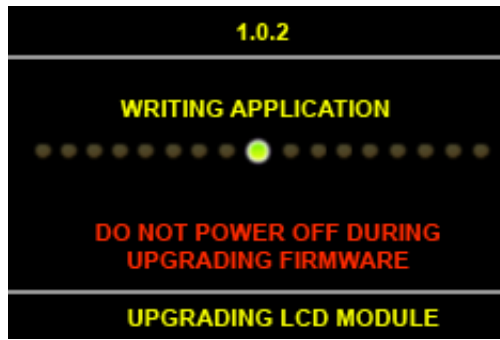 1.0.2
WRITING APPLICATION
DO NOT POWER OFF DURING
UPGRADING FIRMWARE
UPGRADING LCD MODULE